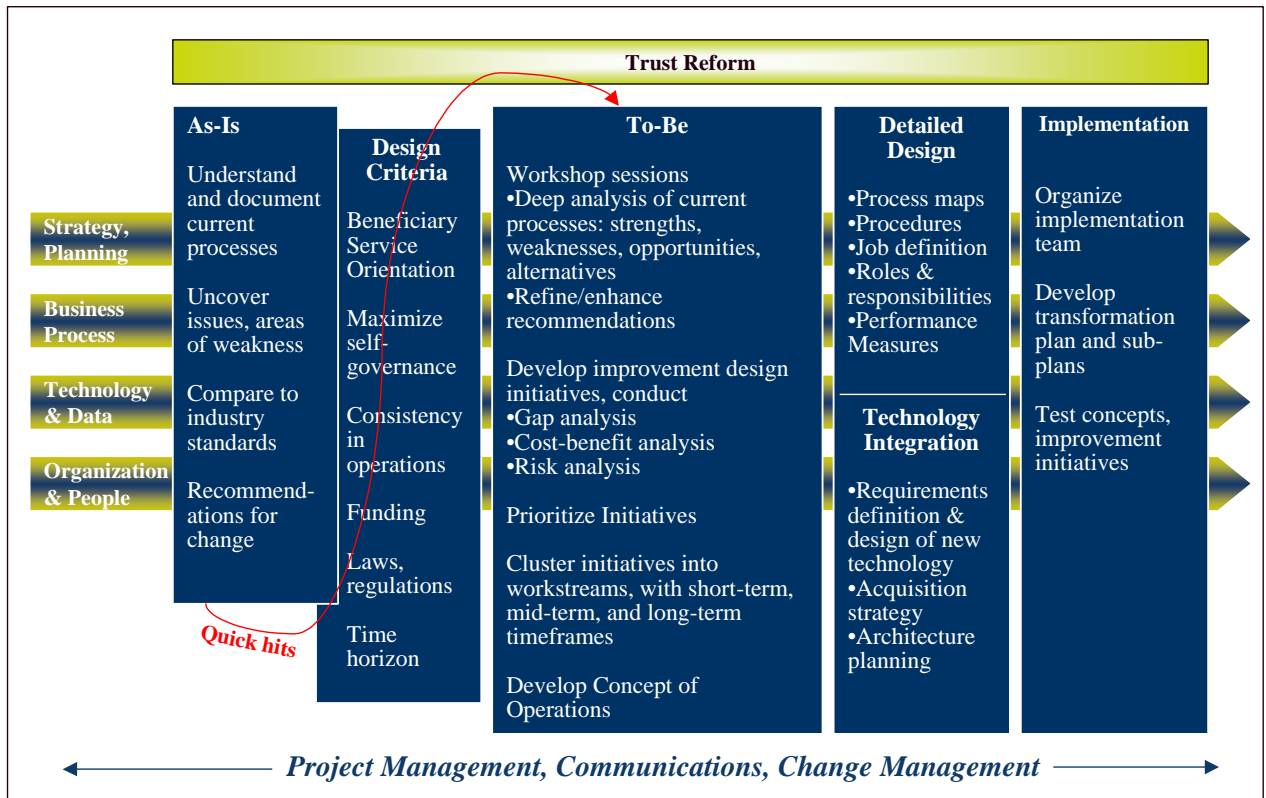 Trust Reform
Strategy,
Planning
Business
Process
Technology
& Data
Organization
& People
As-Is
Understand
and document
current
processes
Uncover
issues, areas
of weakness
Compare to
industry
standards
Recommend-
ations for
change
Quick hits
Design
Criteria
Beneficiary
Service
Orientation
Maximize
self-
governance
Consistency
in
operations
Funding
Laws,
regulations
Time
horizon
To-Be
Workshop sessions
•Deep analysis of current
processes: strengths,
weaknesses, opportunities,
alternatives
•Refine/enhance
recommendations
Develop improvement design
initiatives, conduct
•Gap analysis
•Cost-benefit analysis
•Risk analysis
Prioritize Initiatives
Cluster initiatives into
workstreams, with short-term,
mid-term, and long-term
timeframes
Develop Concept of
Operations
Detailed
Design
•Process maps
•Procedures
•Job definition
•Roles &
responsibilities
•Performance
Measures
Technology
Integration
•Requirements
definition &
design of new
technology
•Acquisition
strategy
•Architecture
planning
Implementation
Organize
implementation
team
Develop
transformation
plan and sub-
plans
Test concepts,
improvement
initiatives
Project Management, Communications, Change Management